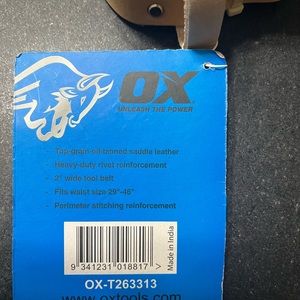 OX
UNLEASH THE POWER
- Top-grain oil-tanned saddle leather
- Heavy-duty rivet reinforcement
- 2" wide tool belt
- Fits waist size 29"-46"
- Perimeter stitching reinforcement
Made in India
9 341231 018817 >
OX-T263313
www.oxtools.com